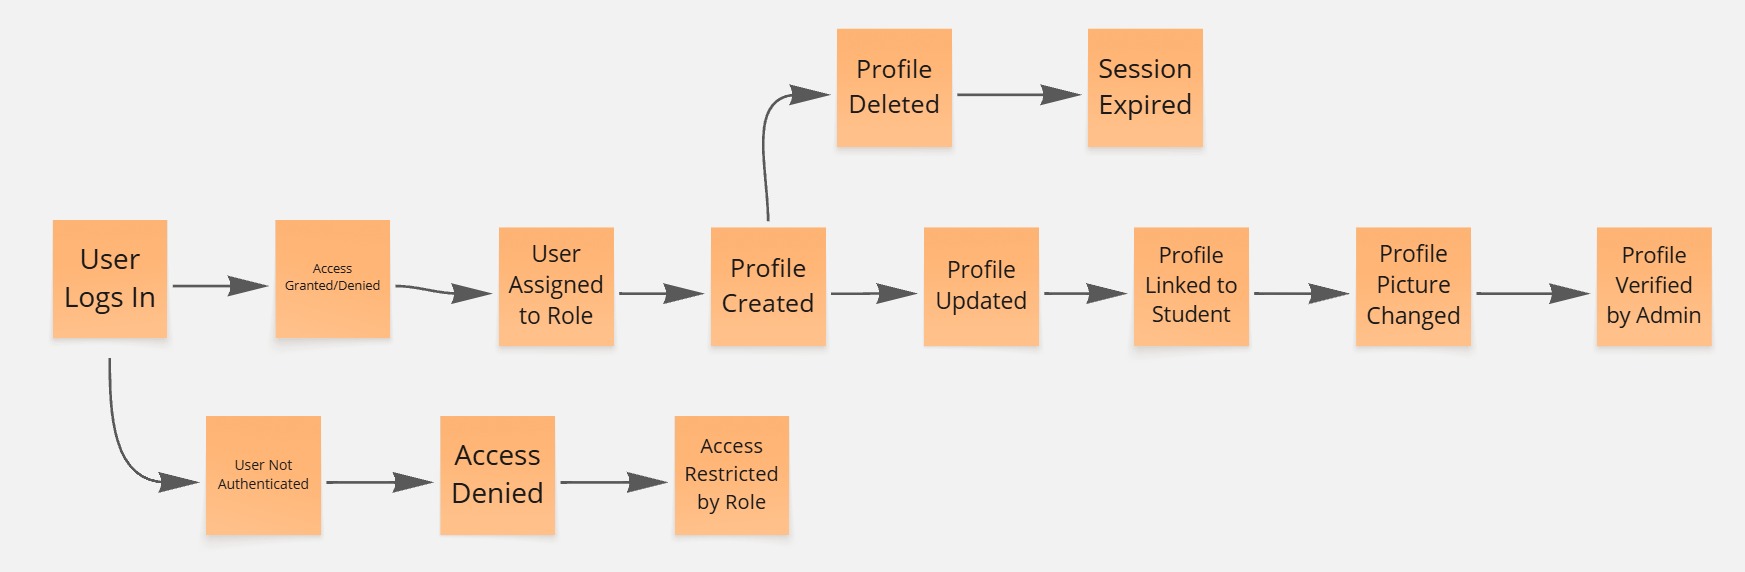 Profile
Deleted
Session
Expired
User
Logs In
Access
Granted/Denied
User
Assigned
to Role
Profile
Created
Profile
Updated
Profile
Linked to
Student
Profile
Picture
Changed
Profile
Verified
by Admin
User Not
Authenticated
Access
Denied
Access
Restricted
by Role